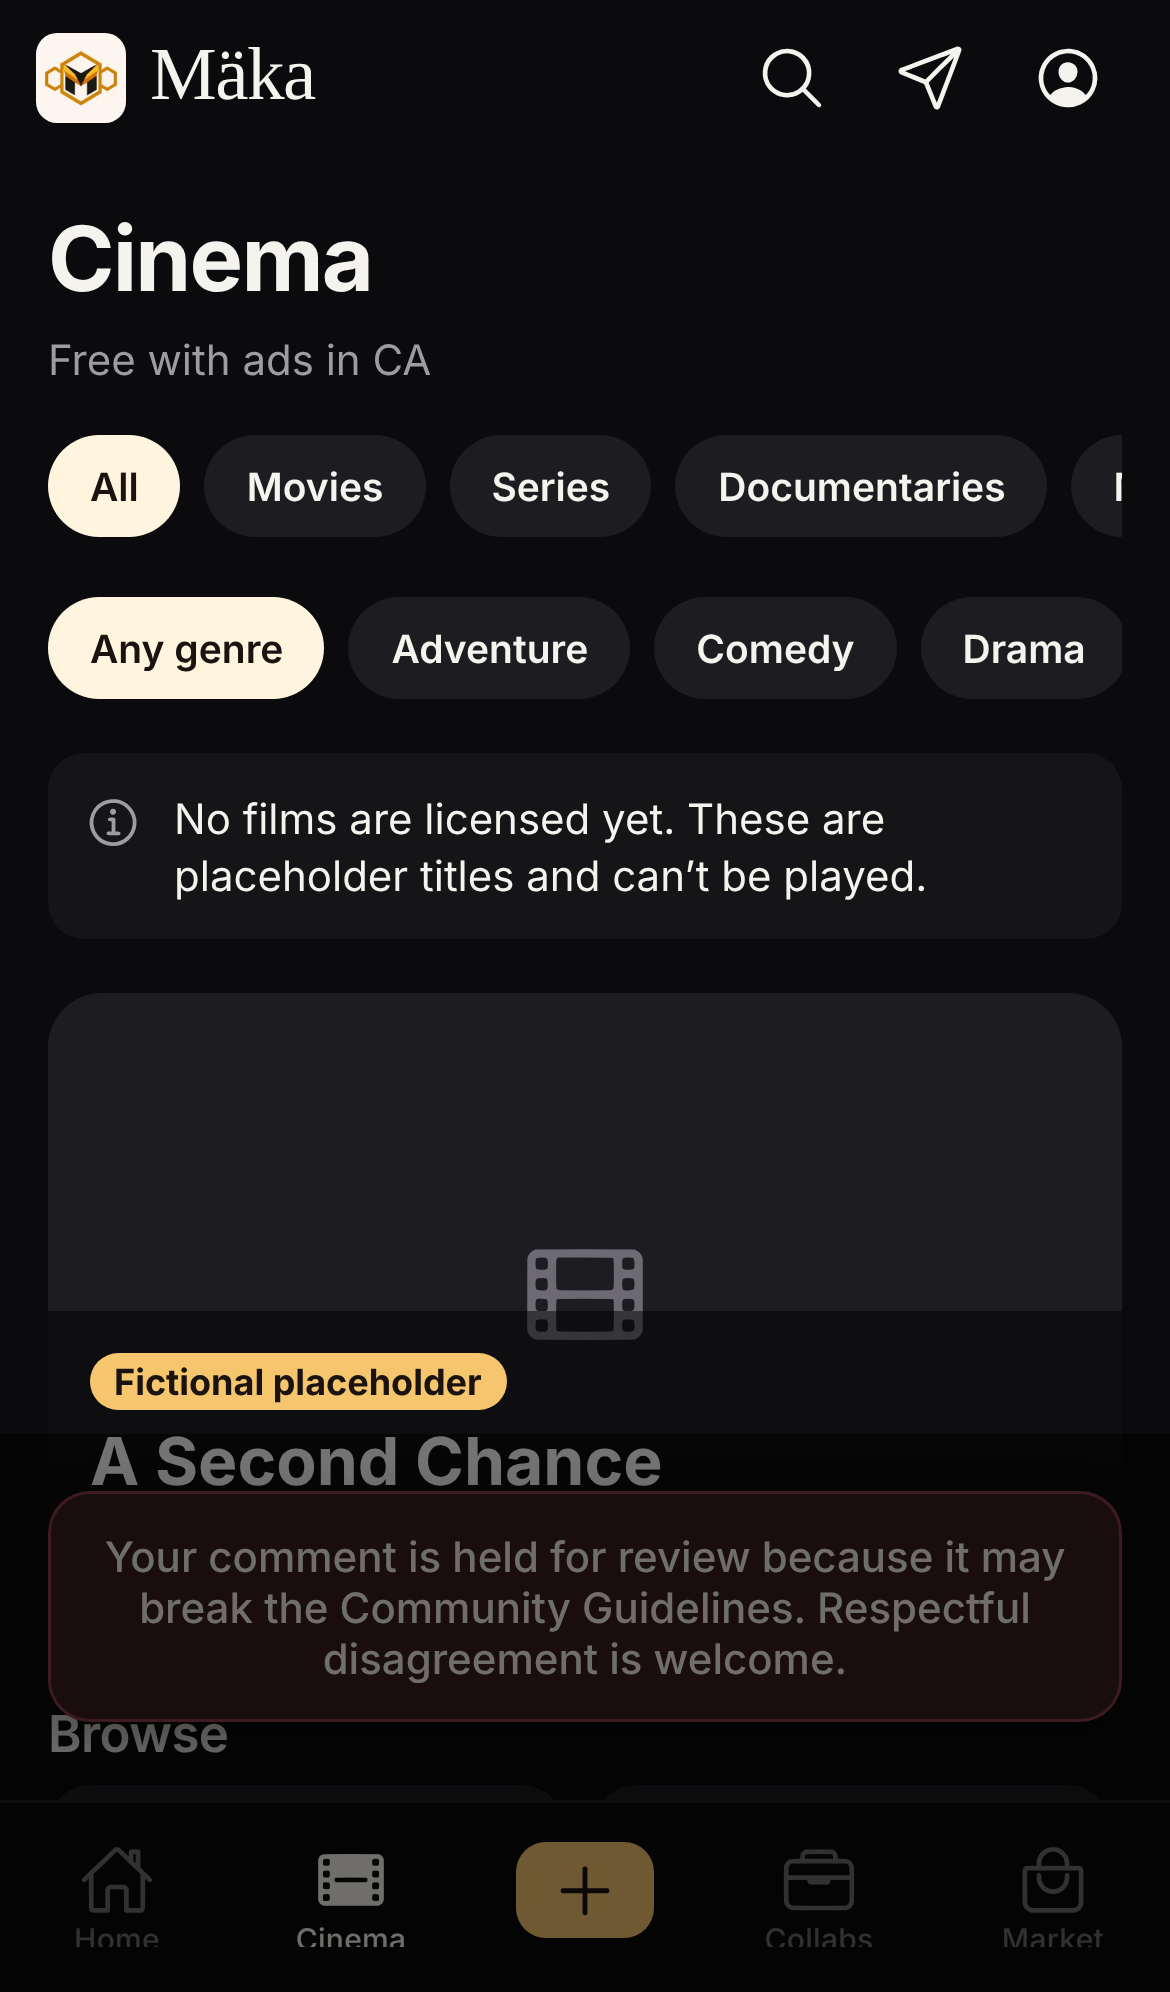 Mäka
Cinema
Free with ads in CA
All Movies Series Documentaries
Any genre Adventure Comedy Drama
No films are licensed yet. These are
placeholder titles and can’t be played.
Fictional placeholder
A Second Chance
Your comment is held for review because it may
break the Community Guidelines. Respectful
disagreement is welcome.
Browse
Home Cinema Collabs Market